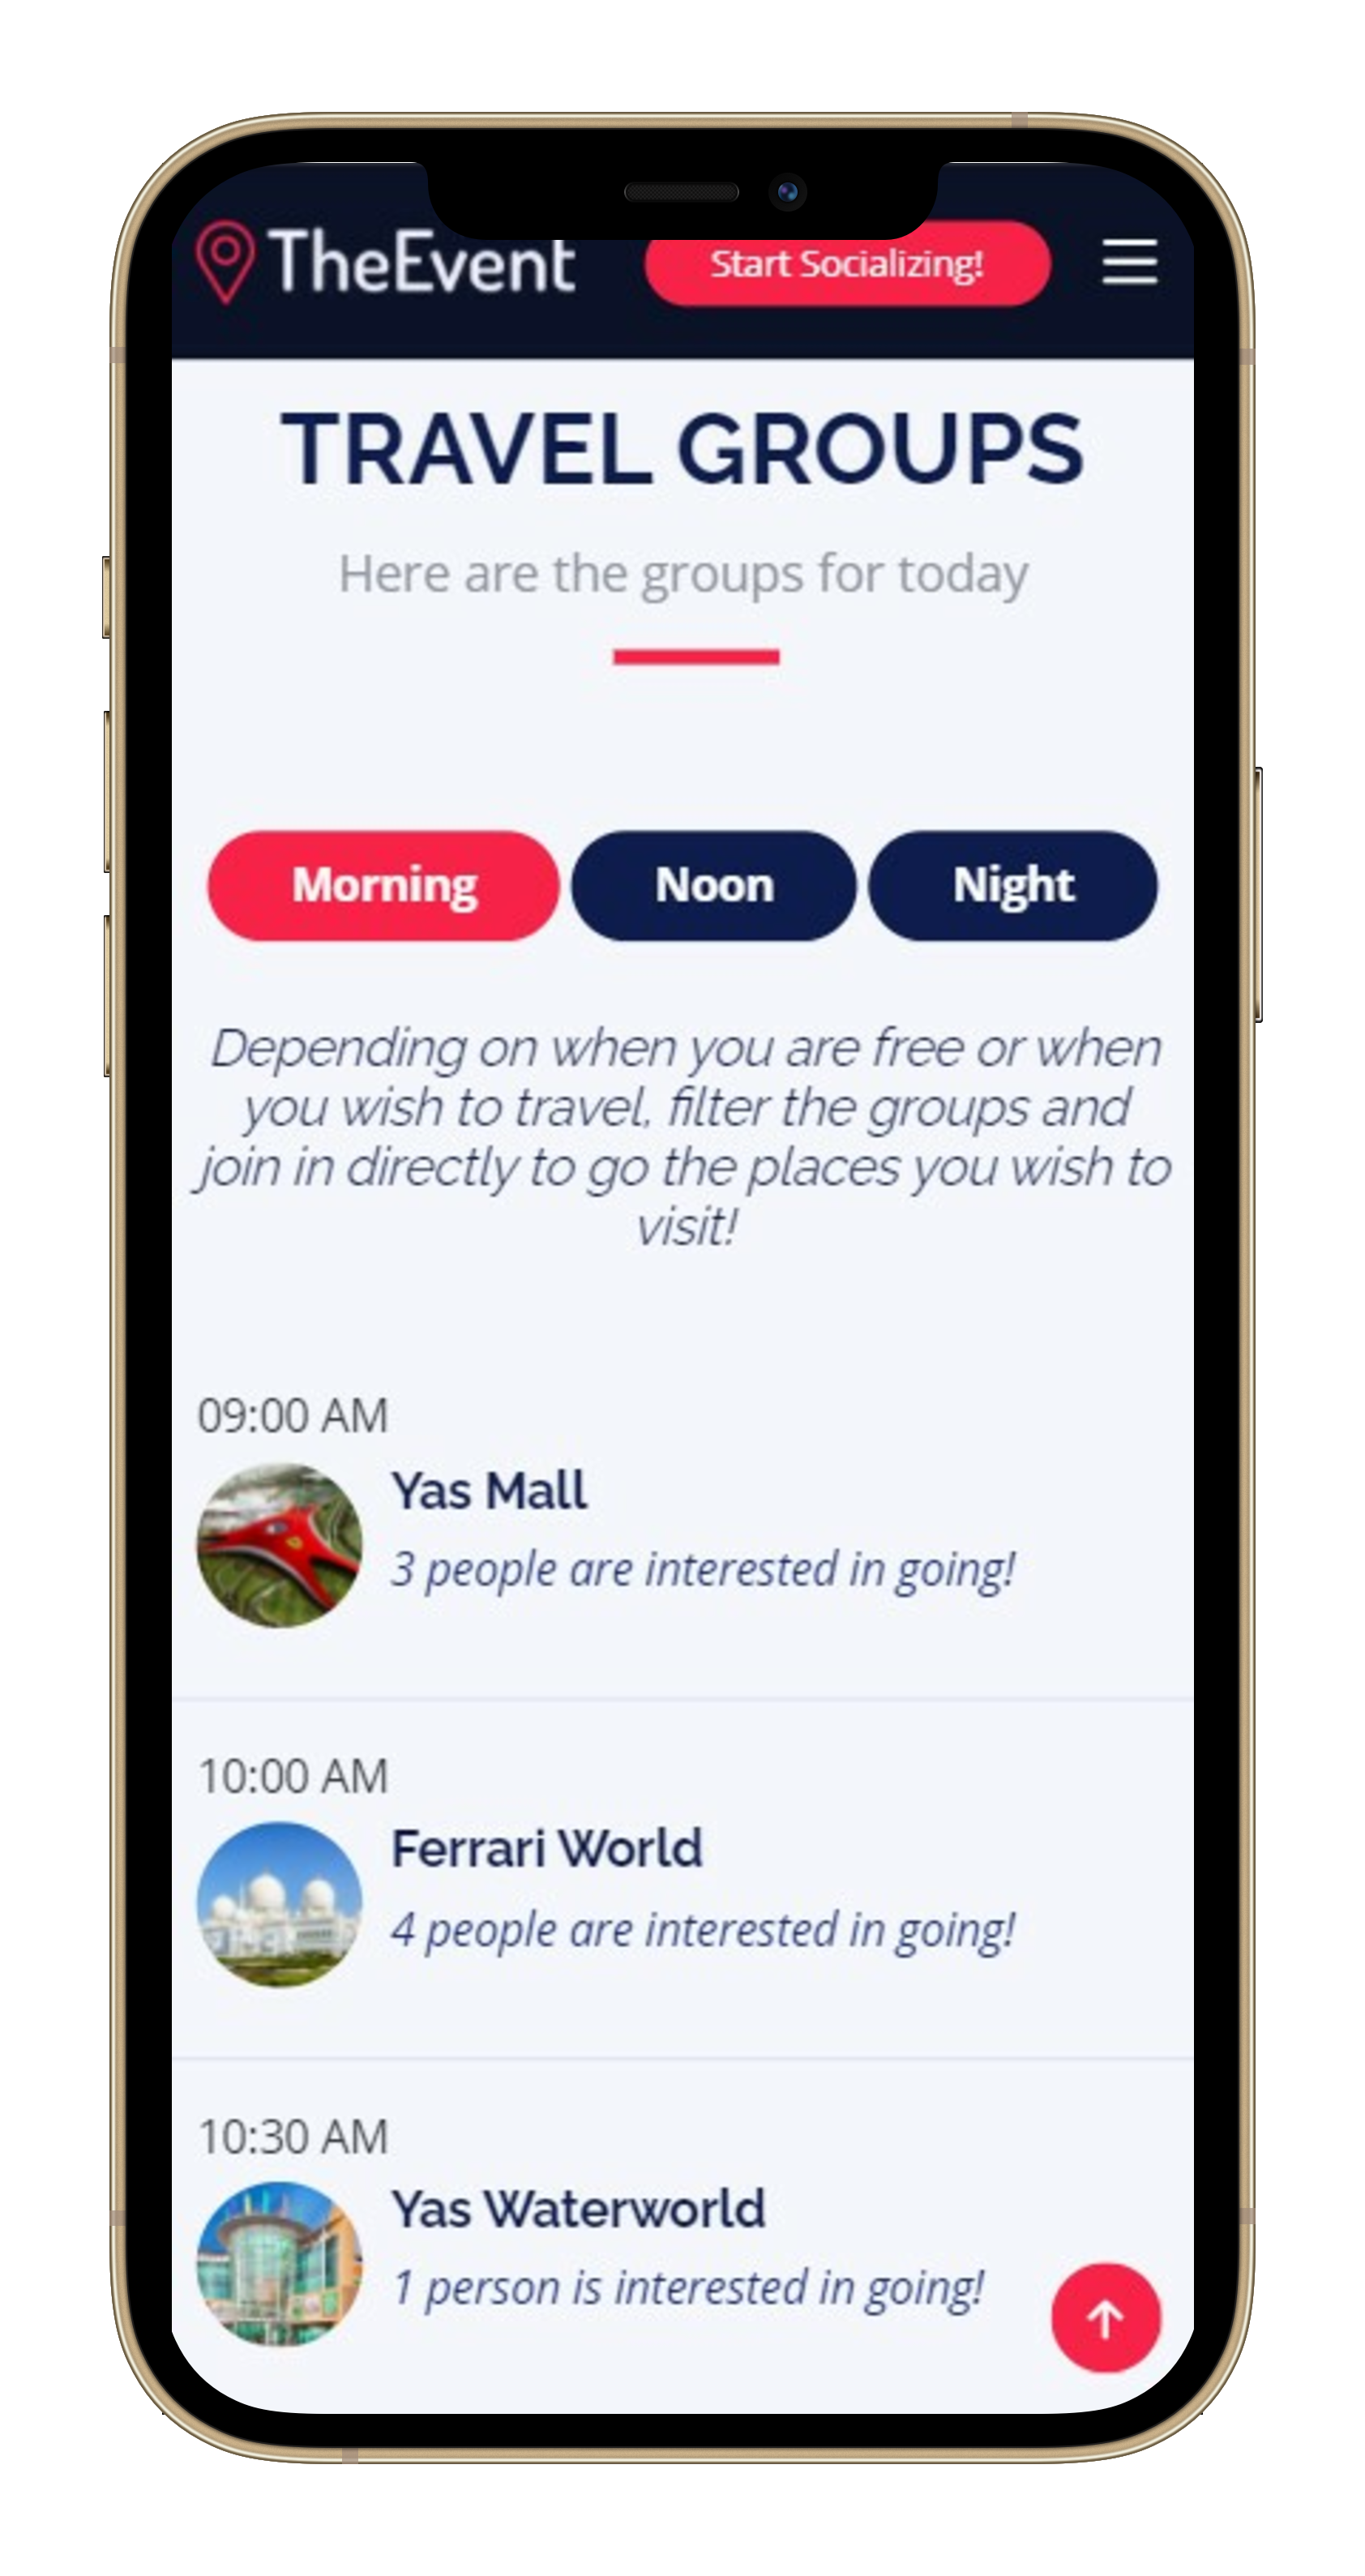 TheEvent
Start Socializing!
TRAVEL GROUPS
Here are the groups for today
Morning
Noon
Night
Depending on when you are free or when
you wish to travel, filter the groups and
join in directly to go the places you wish to
visit!
09:00 AM
Yas Mall
3 people are interested in going!
10:00 AM
Ferrari World
4 people are interested in going!
10:30 AM
Yas Waterworld
1 person is interested in going!